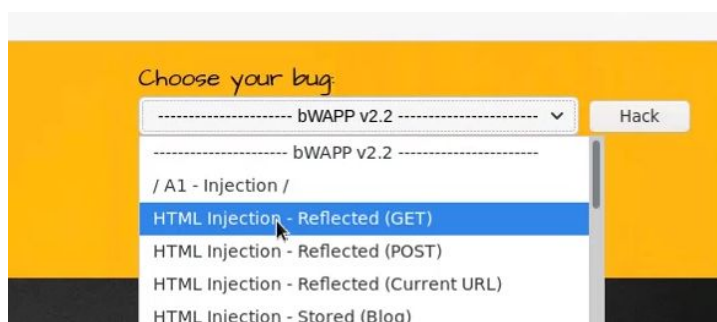 Choose your bug:
---------------------- bWAPP v2.2 -----------------------
Hack
---------------------- bWAPP v2.2 -----------------------
/ A1 - Injection /
HTML Injection - Reflected (GET)
HTML Injection - Reflected (POST)
HTML Injection - Reflected (Current URL)
HTML Injection - Stored (Blog)